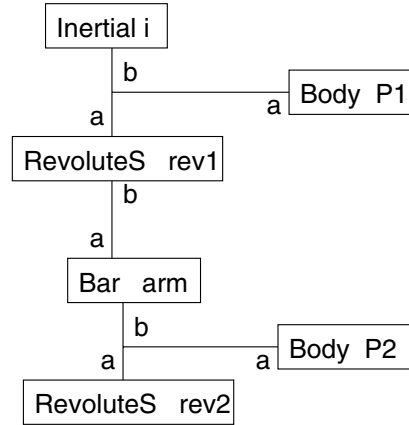 Inertial i
b
a
Body P1
a
RevoluteS rev1
b
a
Bar arm
b
a
a
Body P2
RevoluteS rev2